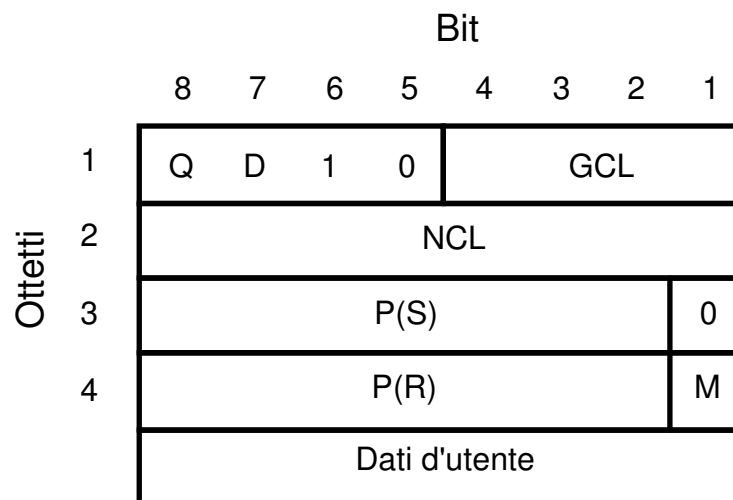 Bit
8 7 6 5 4 3 2 1
Ottetti
1 Q D 1 0 GCL
2 NCL
3 P(S) 0
4 P(R) M
Dati d'utente